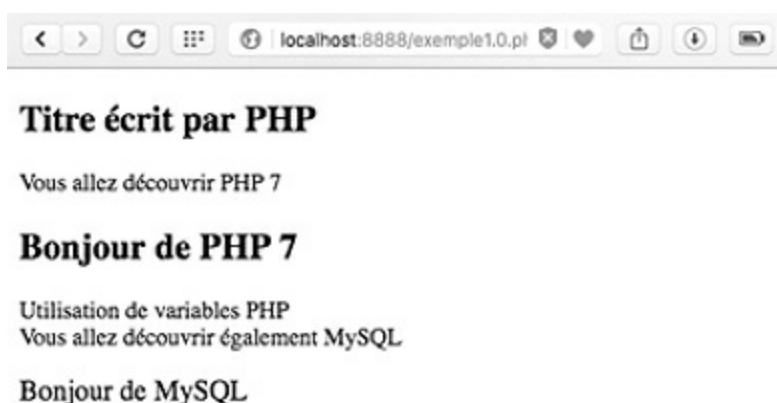 localhost:8888/exemple1.0.pl
Titre écrit par PHP
Vous allez découvrir PHP 7
Bonjour de PHP 7
Utilisation de variables PHP
Vous allez découvrir également MySQL
Bonjour de MySQL